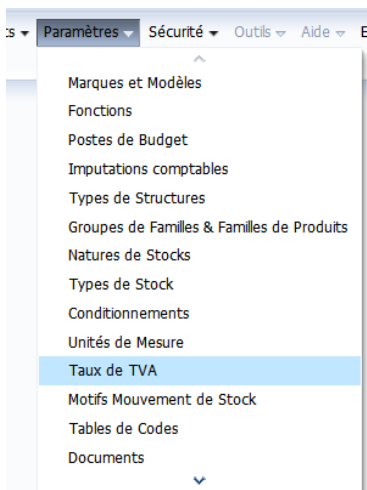 ts Paramètres Sécurité Outils Aide E
Marques et Modèles
Fonctions
Postes de Budget
Imputations comptables
Types de Structures
Groupes de Familles & Familles de Produits
Natures de Stocks
Types de Stock
Conditionnements
Unités de Mesure
Taux de TVA
Motifs Mouvement de Stock
Tables de Codes
Documents